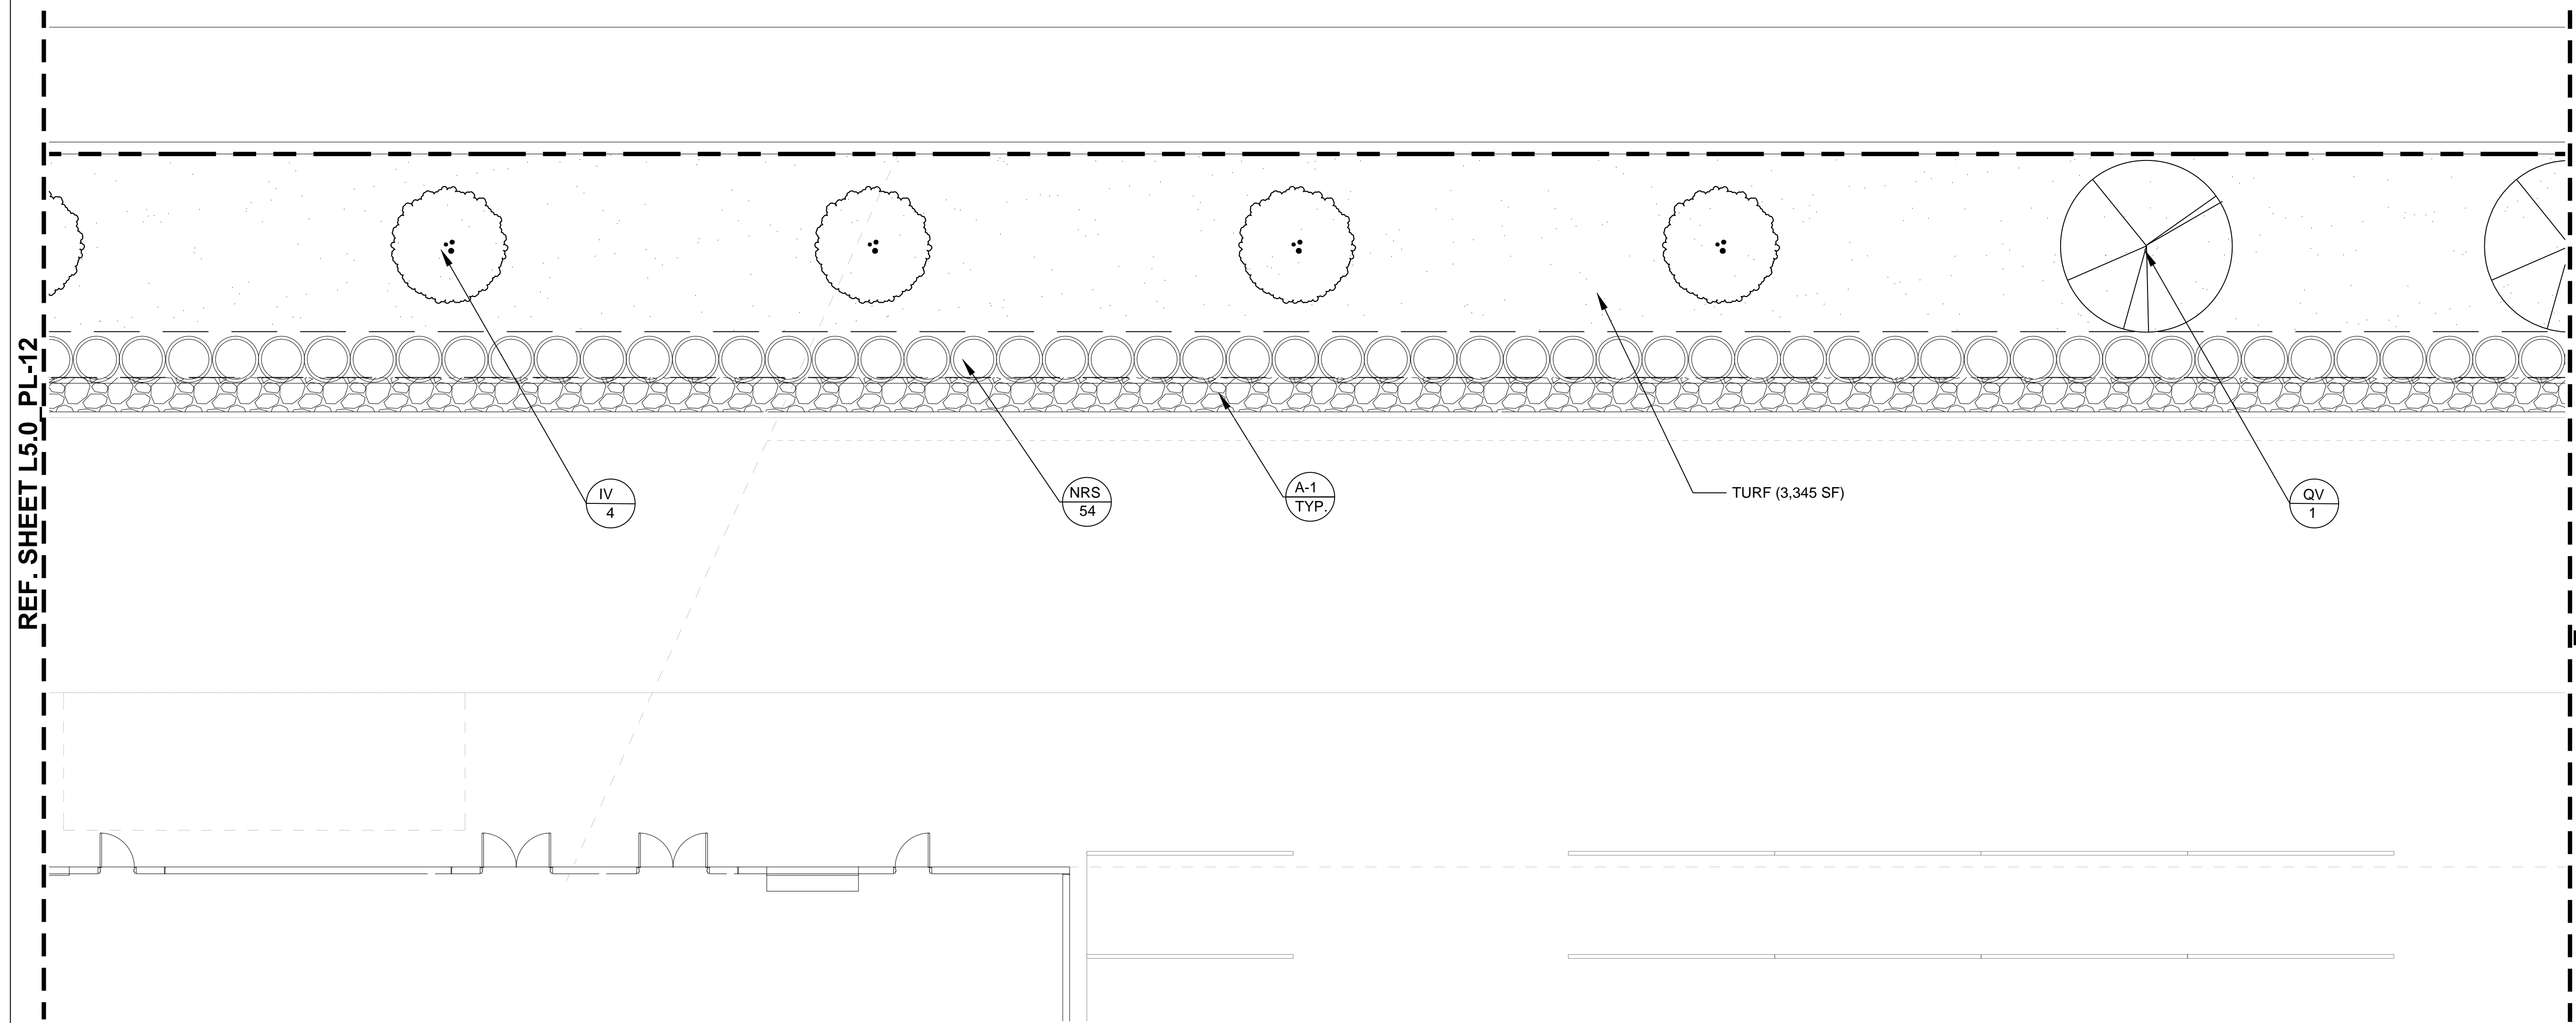 REF. SHEET L5.0_PL-12
IV
4
NRS
54
A-1
TYP.
TURF (3,345 SF)
QV
1